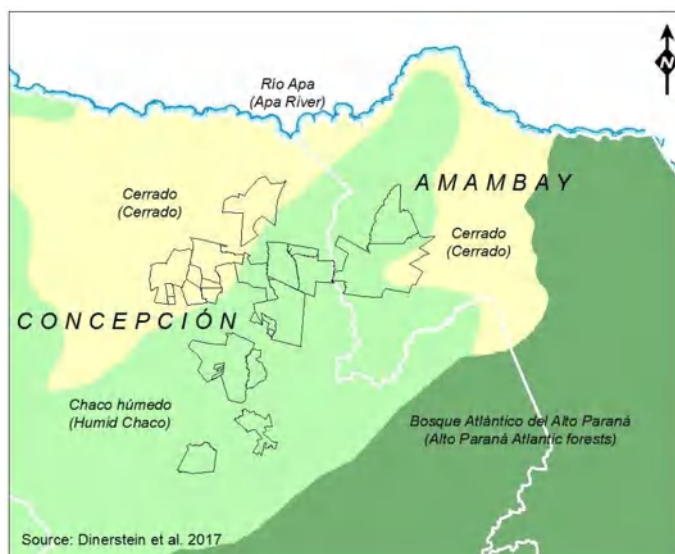 N
Río Apa
(Apa River)
AMAMBAY
Cerrado
(Cerrado)
Cerrado
(Cerrado)
CONCEPCIÓN
Chaco húmedo
(Humid Chaco)
Bosque Atlàntico del Alto Paraná
(Alto Paraná Atlantic forests)
Source: Dinerstein et al. 2017